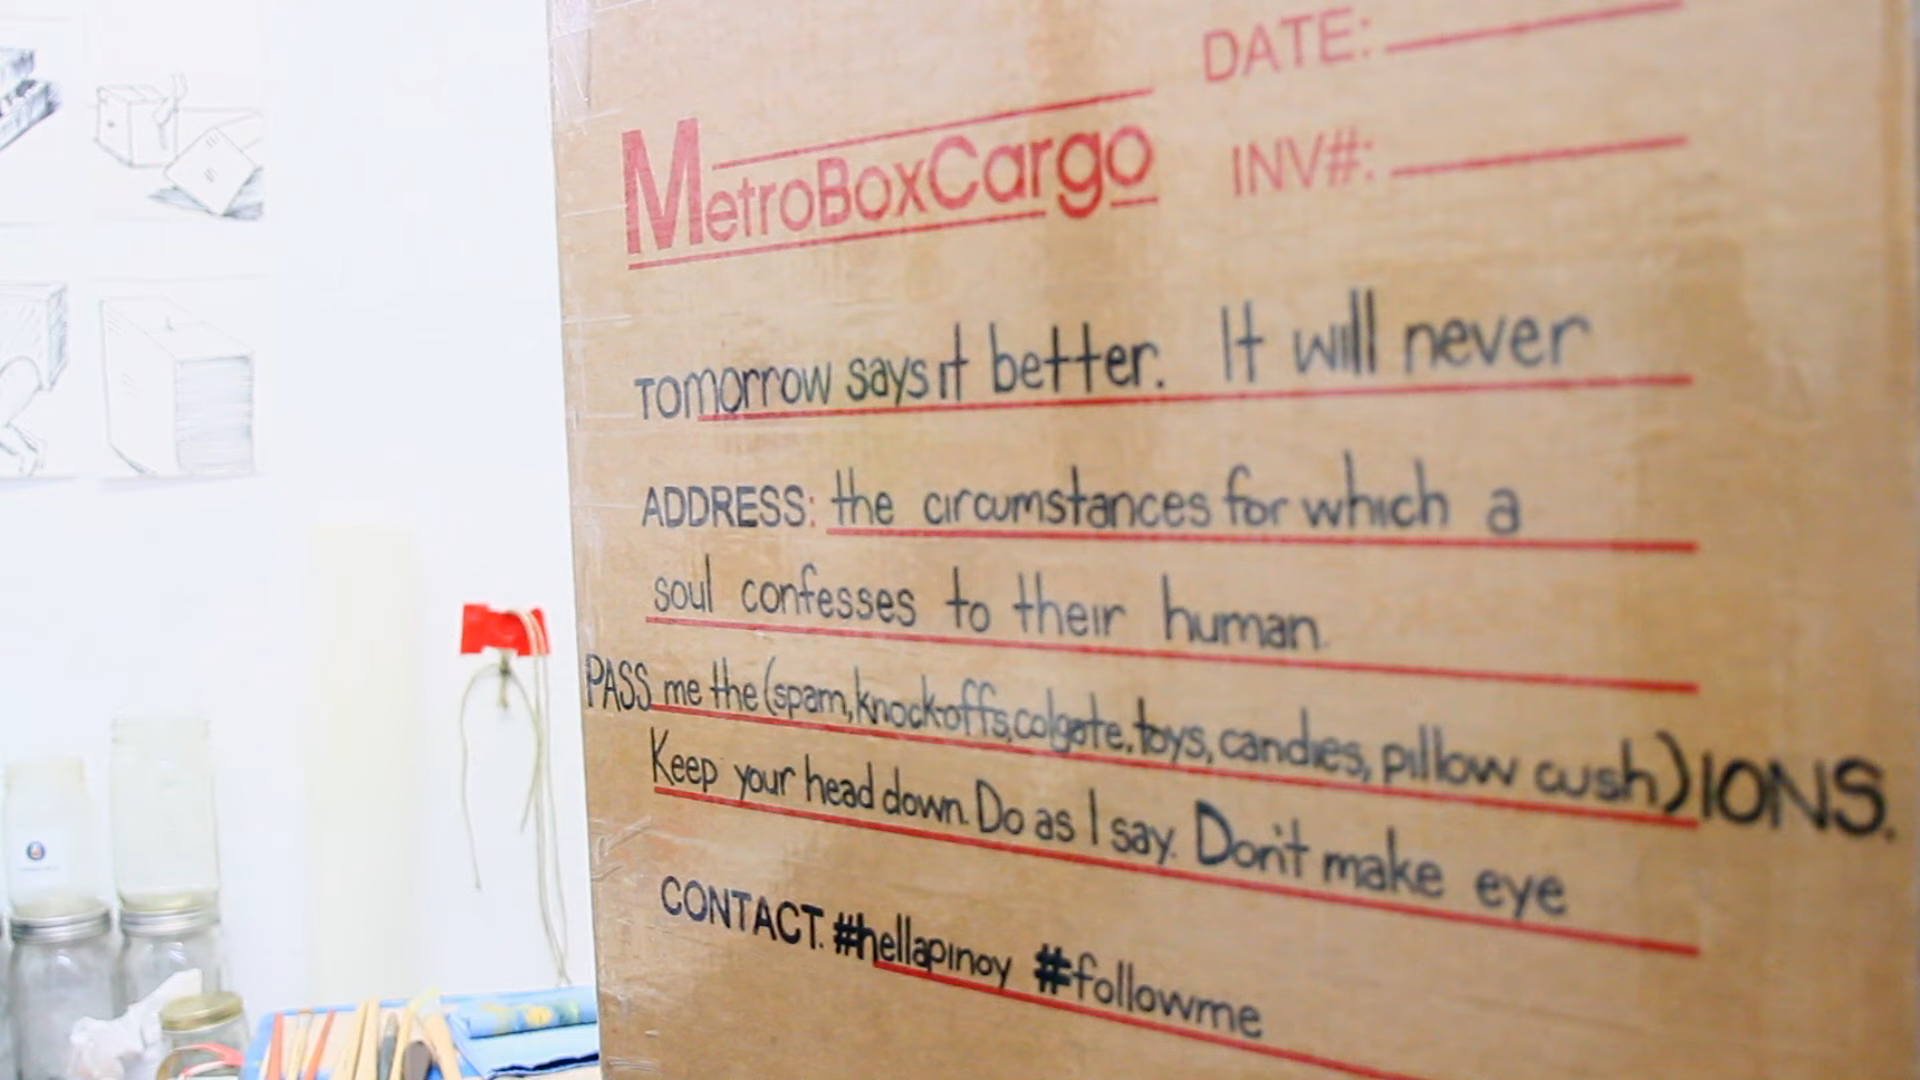 DATE:
MetroBoxCargo
INV#:
TOmorrow says it better. It will never
ADDRESS: the circumstances for which a
soul confesses to their human
PASS me the (spam, knock-offs, colgate, toys, candies, pillow cush) IONS.
Keep your head down. Do as I say. Don't make eye
CONTACT. #hellapinoy #followme